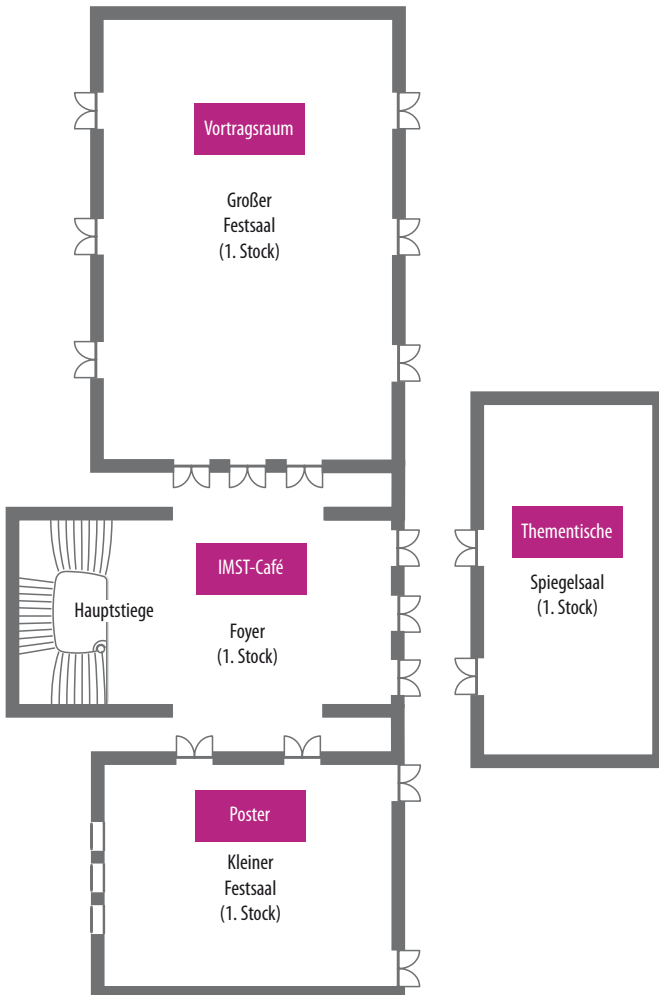 Vortragsraum
Großer
Festsaal
(1. Stock)
Thementische
Spiegelsaal
(1. Stock)
IMST-Café
Hauptstiege
Foyer
(1. Stock)
Poster
Kleiner
Festsaal
(1. Stock)